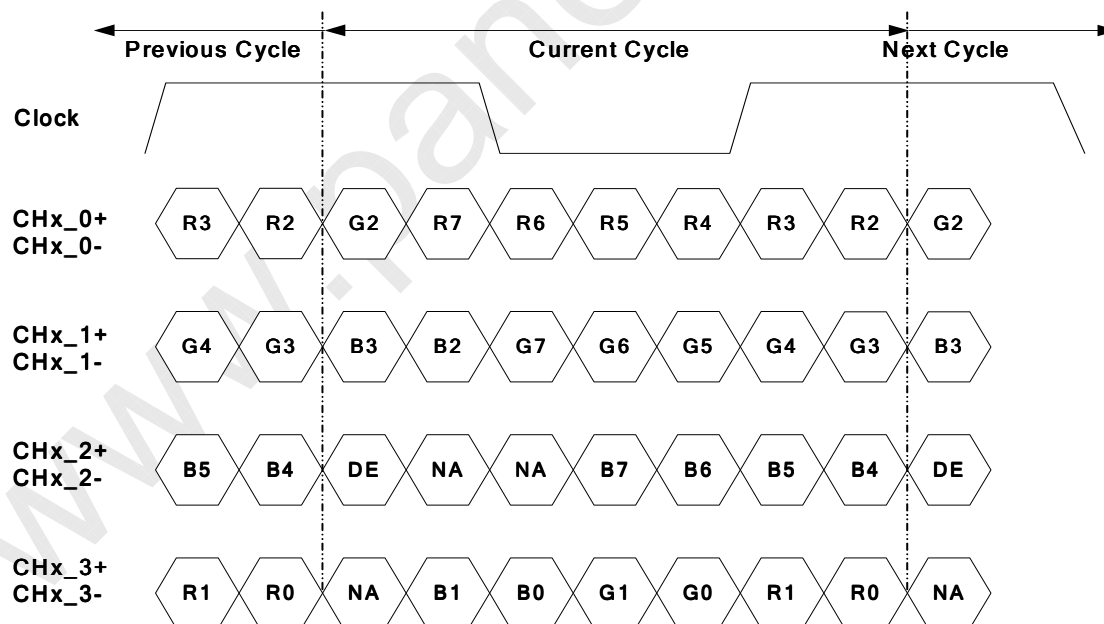 Previous Cycle Current Cycle Next Cycle
Clock
CHx_0+
CHx_0-
R3 R2 G2 R7 R6 R5 R4 R3 R2 G2
CHx_1+
CHx_1-
G4 G3 B3 B2 G7 G6 G5 G4 G3 B3
CHx_2+
CHx_2-
B5 B4 DE NA NA B7 B6 B5 B4 DE
CHx_3+
CHx_3-
R1 R0 NA B1 B0 G1 G0 R1 R0 NA
www.pan